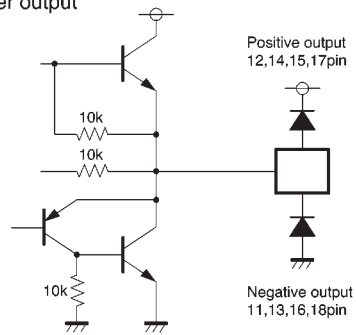 er output
Positive output
12,14,15,17pin
10k
10k
10k
Negative output
11,13,16,18pin